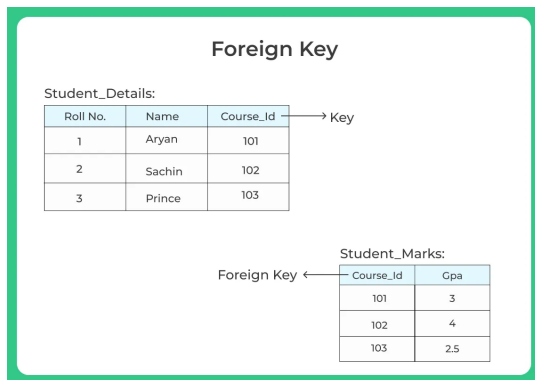 Foreign Key
Student_Details:
Roll No. Name Course_Id Key
1 Aryan 101
2 Sachin 102
3 Prince 103
Student_Marks:
Foreign Key Course_Id Gpa
101 3
102 4
103 2.5